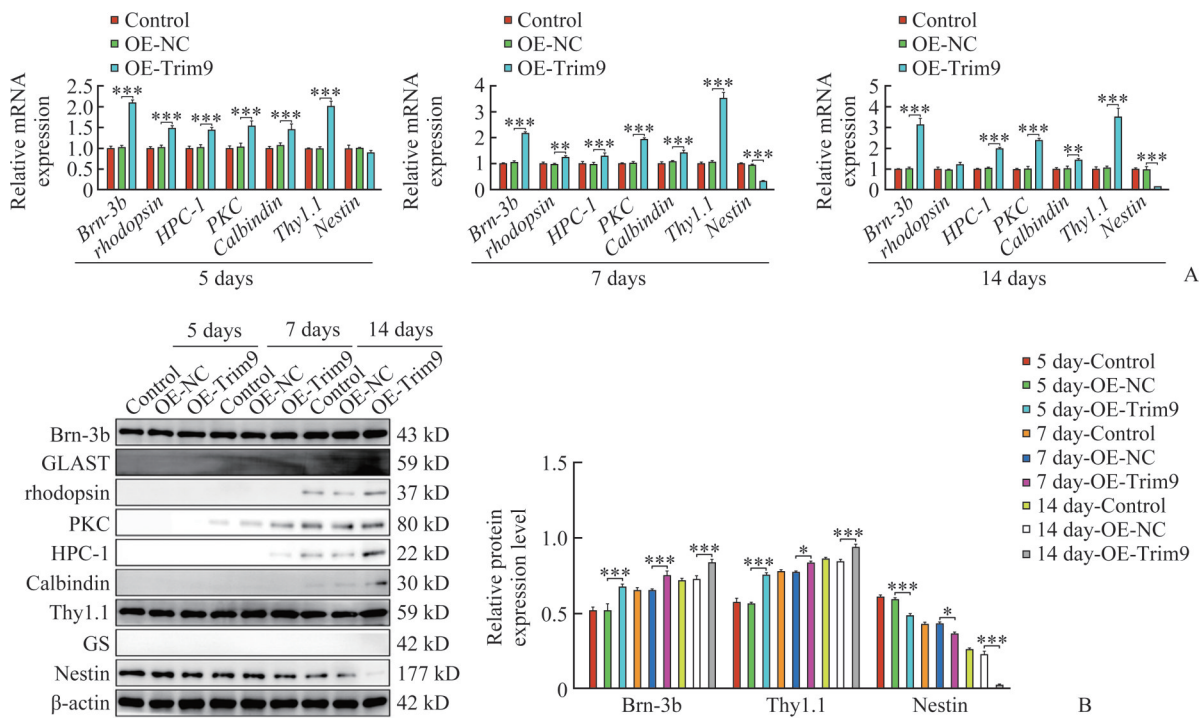 Control
OE-NC
OE-Trim9
Relative mRNA
expression
2.5
2.0
1.5
1.0
0.5
0
***
***
***
***
***
***
Brn-3b
rhodopsin
HPC-1
PKC
Calbindin
Thy1.1
Nestin
5 days
Control
OE-NC
OE-Trim9
Relative mRNA
expression
4
3
2
1
0
***
**
***
***
***
***
***
Brn-3b
rhodopsin
HPC-1
PKC
Calbindin
Thy1.1
Nestin
7 days
Control
OE-NC
OE-Trim9
Relative mRNA
expression
5
4
3
2
1
0
***
***
***
**
***
***
Brn-3b
rhodopsin
HPC-1
PKC
Calbindin
Thy1.1
Nestin
14 days
A
5 days 7 days 14 days
Control
OE-NC
OE-Trim9
Control
OE-NC
OE-Trim9
Control
OE-NC
OE-Trim9
Brn-3b 43 kD
GLAST 59 kD
rhodopsin 37 kD
PKC 80 kD
HPC-1 22 kD
Calbindin 30 kD
Thy1.1 59 kD
GS 42 kD
Nestin 177 kD
β-actin 42 kD
Relative protein
expression level
1.5
1.0
0.5
0
***
***
***
***
*
***
***
*
***
Brn-3b
Thy1.1
Nestin
5 day-Control
5 day-OE-NC
5 day-OE-Trim9
7 day-Control
7 day-OE-NC
7 day-OE-Trim9
14 day-Control
14 day-OE-NC
14 day-OE-Trim9
B